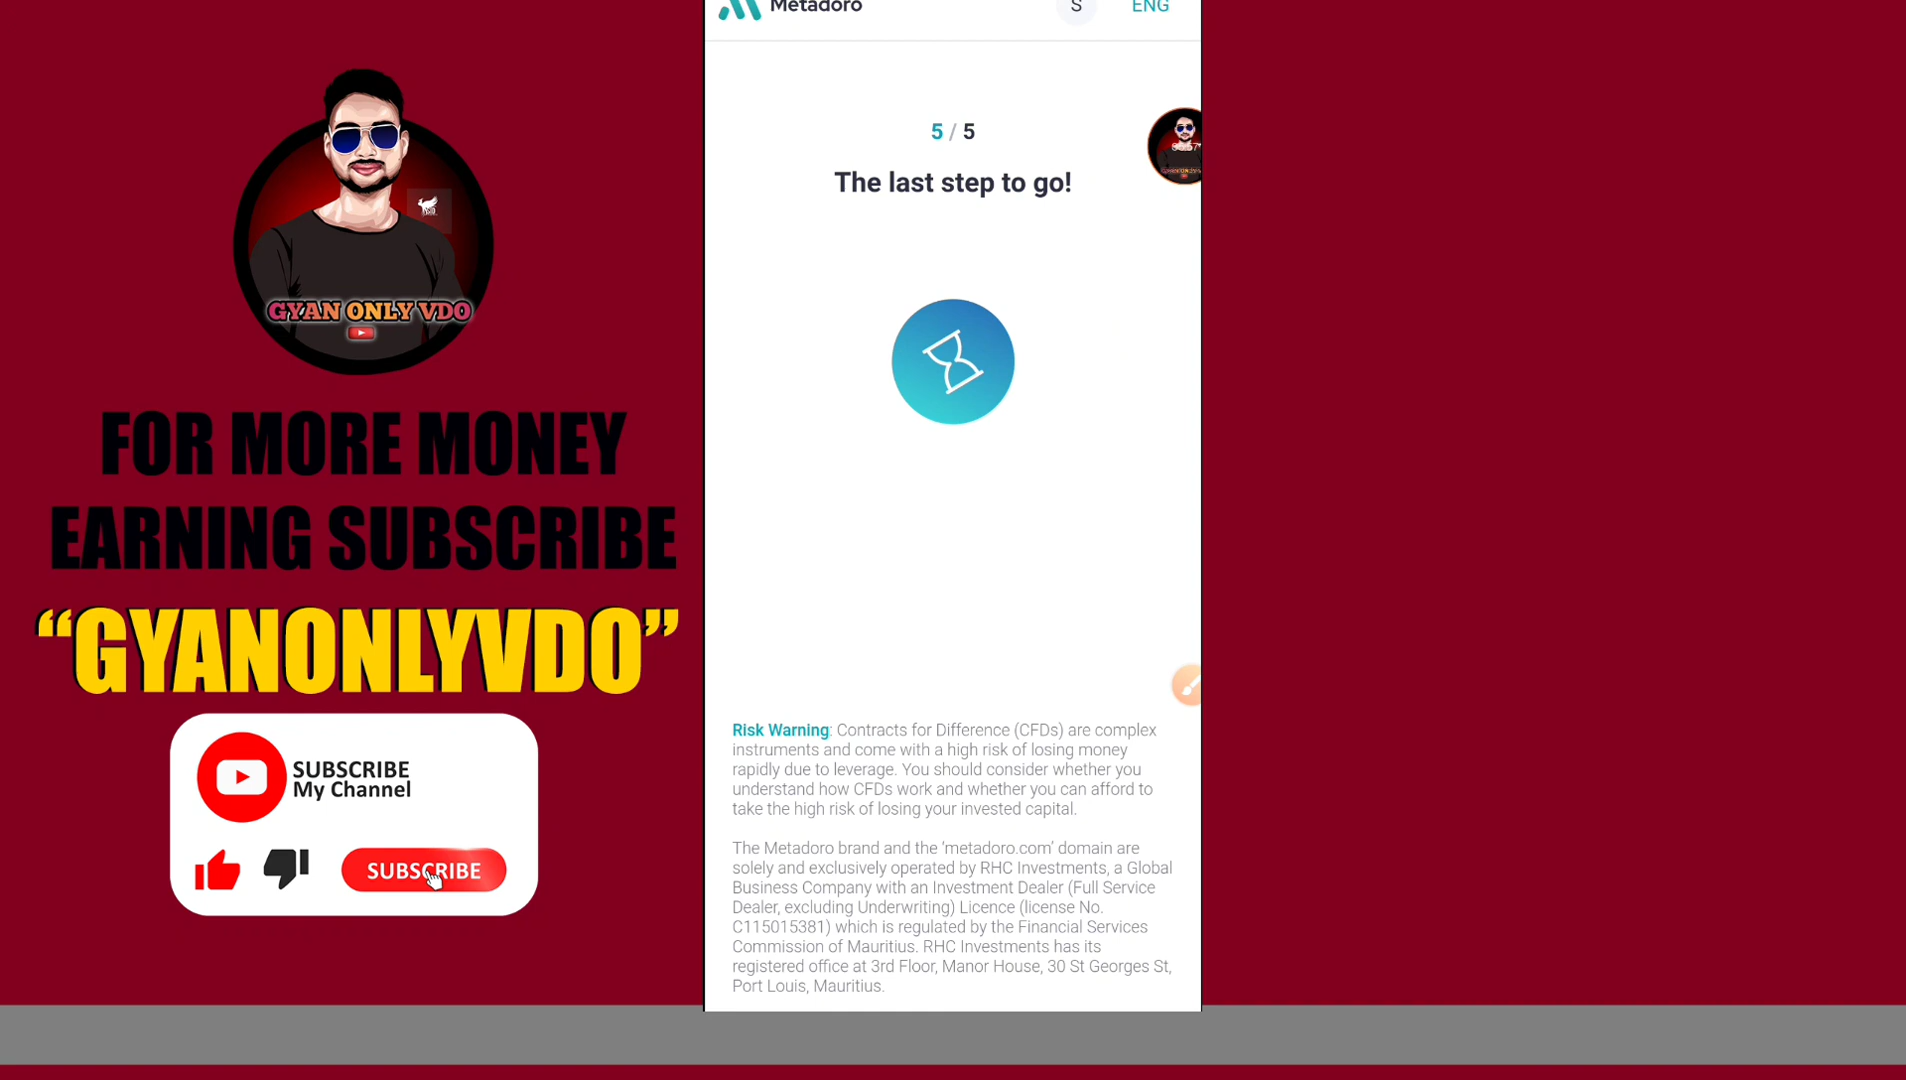 GYAN ONLY VDO
FOR MORE MONEY
EARNING SUBSCRIBE
“GYANONLYVDO”
SUBSCRIBE
My Channel
SUBSCRIBE
Metadoro
S
ENG
5 / 5
The last step to go!
Risk Warning: Contracts for Difference (CFDs) are complex
instruments and come with a high risk of losing money
rapidly due to leverage. You should consider whether you
understand how CFDs work and whether you can afford to
take the high risk of losing your invested capital.
The Metadoro brand and the ‘metadoro.com’ domain are
solely and exclusively operated by RHC Investments, a Global
Business Company with an Investment Dealer (Full Service
Dealer, excluding Underwriting) Licence (license No.
C115015381) which is regulated by the Financial Services
Commission of Mauritius. RHC Investments has its
registered office at 3rd Floor, Manor House, 30 St Georges St,
Port Louis, Mauritius.